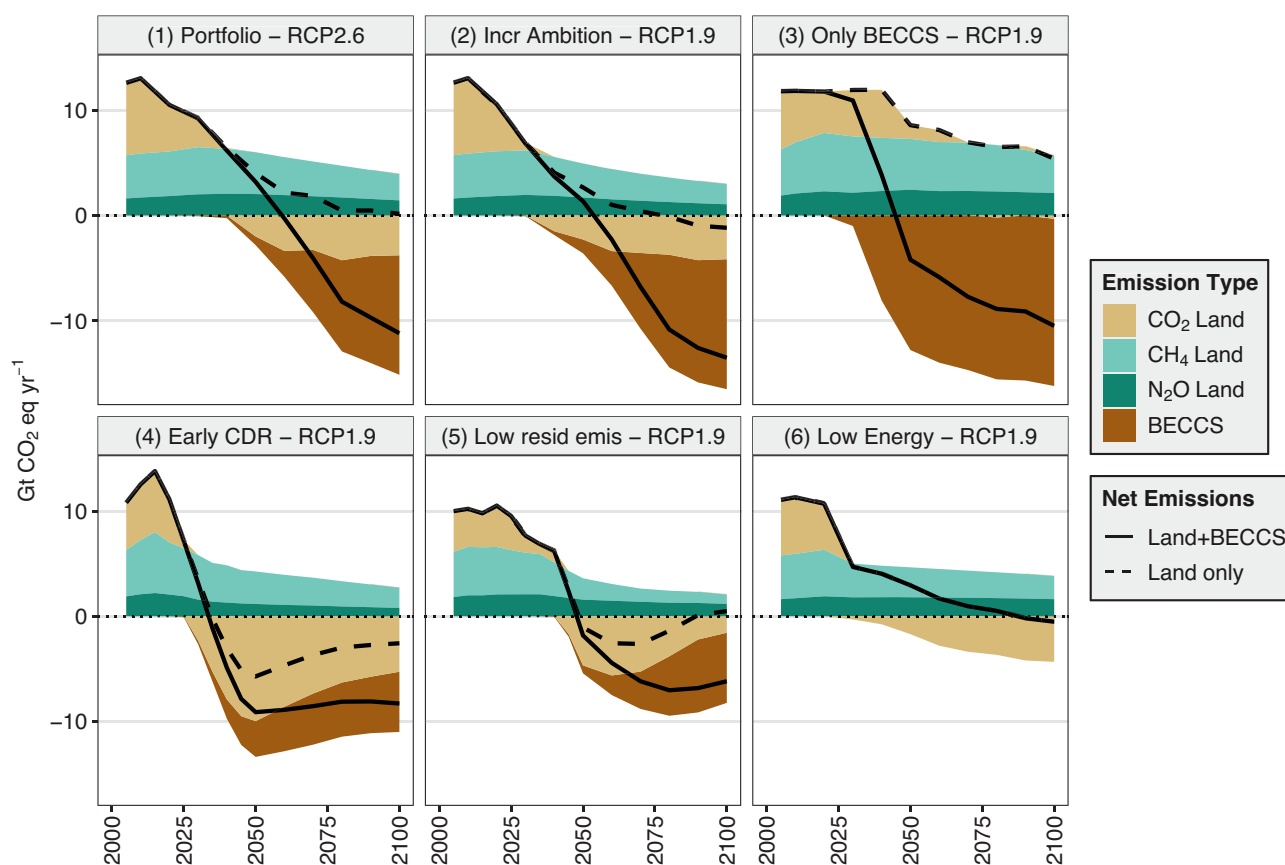 (1) Portfolio − RCP2.6
(2) Incr Ambition − RCP1.9
(3) Only BECCS − RCP1.9
10
0
−10
(4) Early CDR − RCP1.9
(5) Low resid emis − RCP1.9
(6) Low Energy − RCP1.9
10
0
−10
Gt CO₂ eq yr⁻¹
2000
2025
2050
2075
2100
2000
2025
2050
2075
2100
2000
2025
2050
2075
2100
Emission Type
CO₂ Land
CH₄ Land
N₂O Land
BECCS
Net Emissions
Land+BECCS
Land only